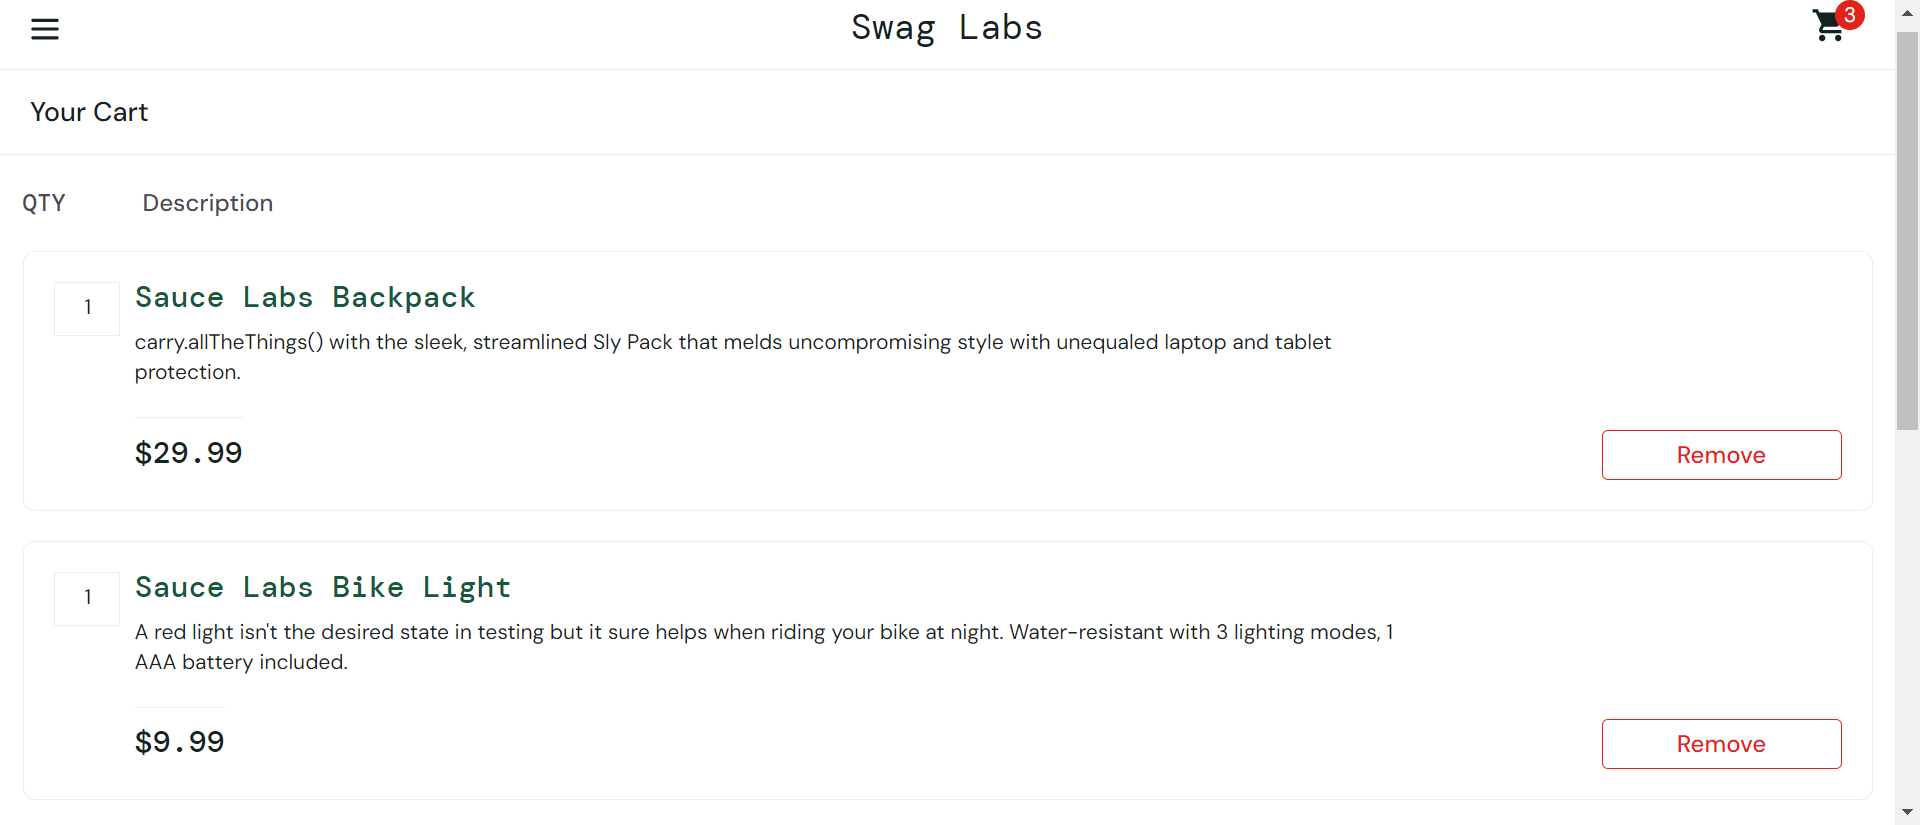 Swag Labs
3
Your Cart
QTY Description
1
Sauce Labs Backpack
carry.allTheThings() with the sleek, streamlined Sly Pack that melds uncompromising style with unequaled laptop and tablet
protection.
$29.99
Remove
1
Sauce Labs Bike Light
A red light isn't the desired state in testing but it sure helps when riding your bike at night. Water-resistant with 3 lighting modes, 1
AAA battery included.
$9.99
Remove